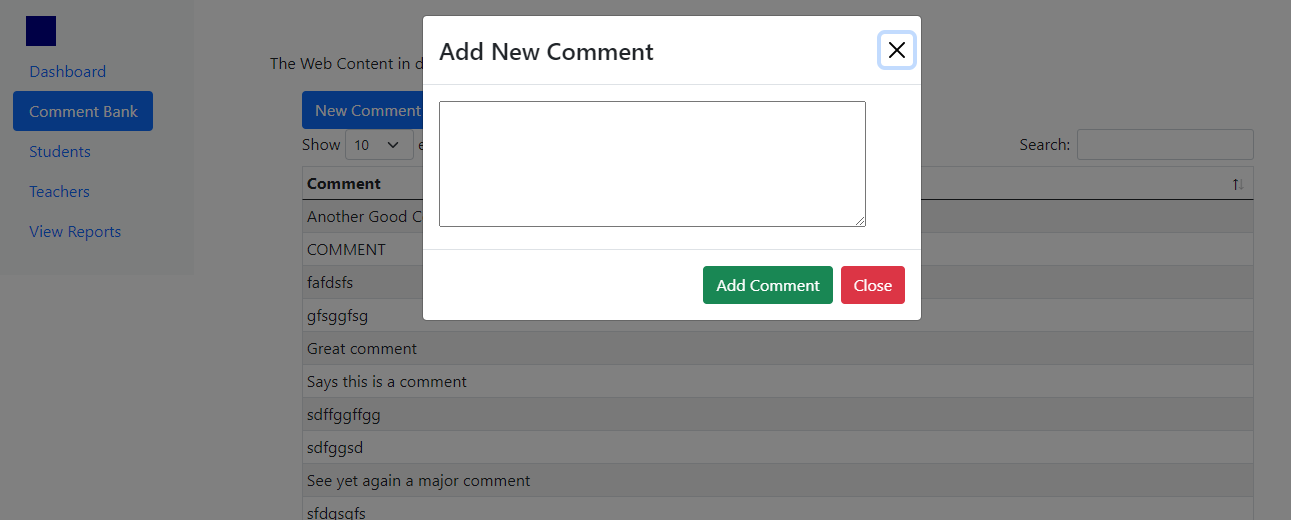 Dashboard
Comment Bank
Students
Teachers
View Reports
The Web Content in
New Comment
Show 10
Search:
Comment
Another Good
COMMENT
fafdsfs
gfsggfsg
Great comment
Says this is a comment
sdffggffgg
sdfggsd
See yet again a major comment
sfdgsgfs
Add New Comment
Add Comment
Close